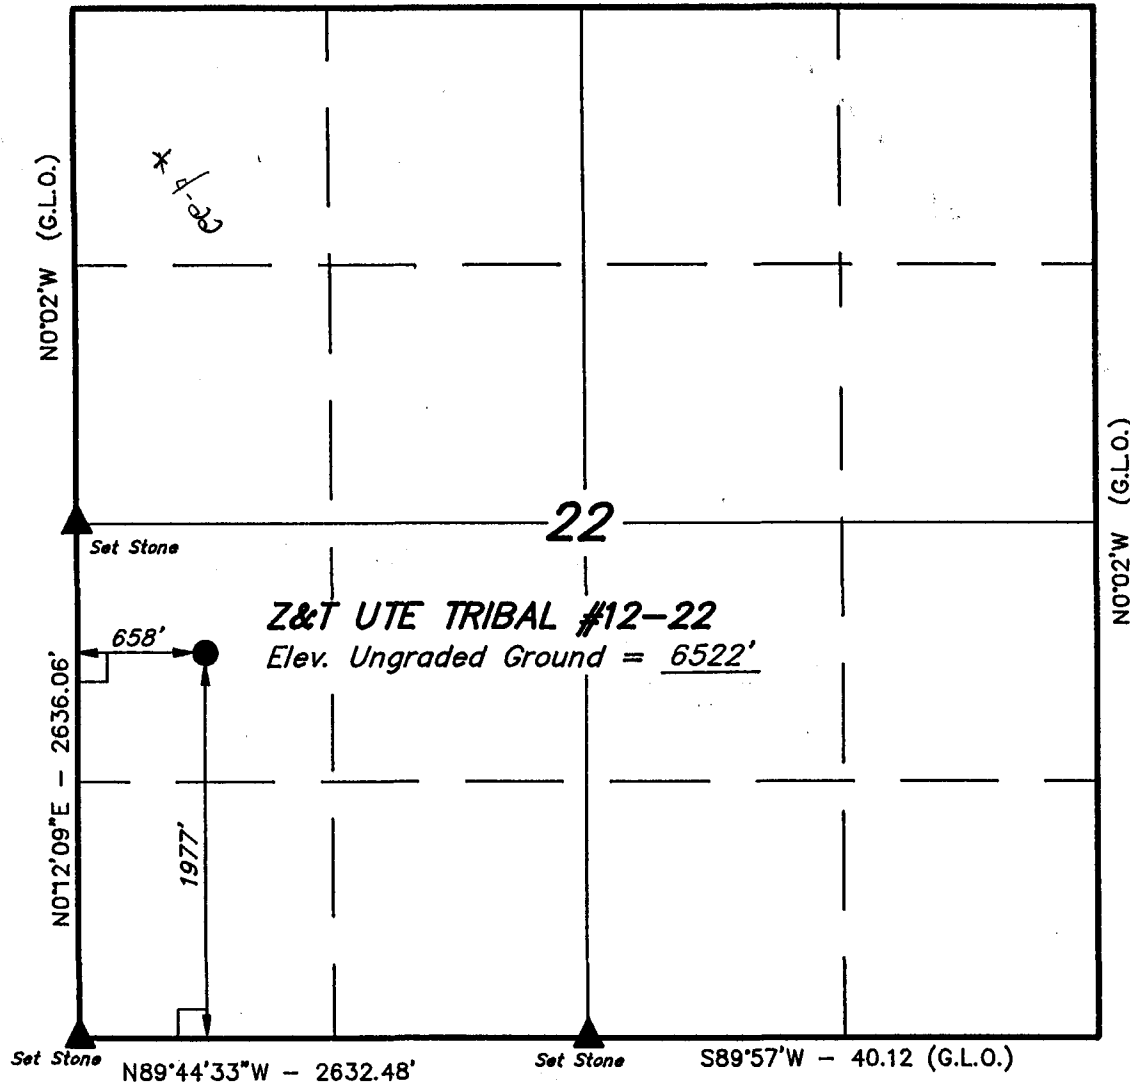 N0°02'W (G.L.O.)
22
Set Stone
N0°02'W (G.L.O.)
Z&T UTE TRIBAL #12-22
658'
Elev. Ungraded Ground = 6522'
N0°12'09"E - 2636.06'
1977'
Set Stone
Set Stone
N89°44'33"W - 2632.48'
S89°57'W - 40.12 (G.L.O.)